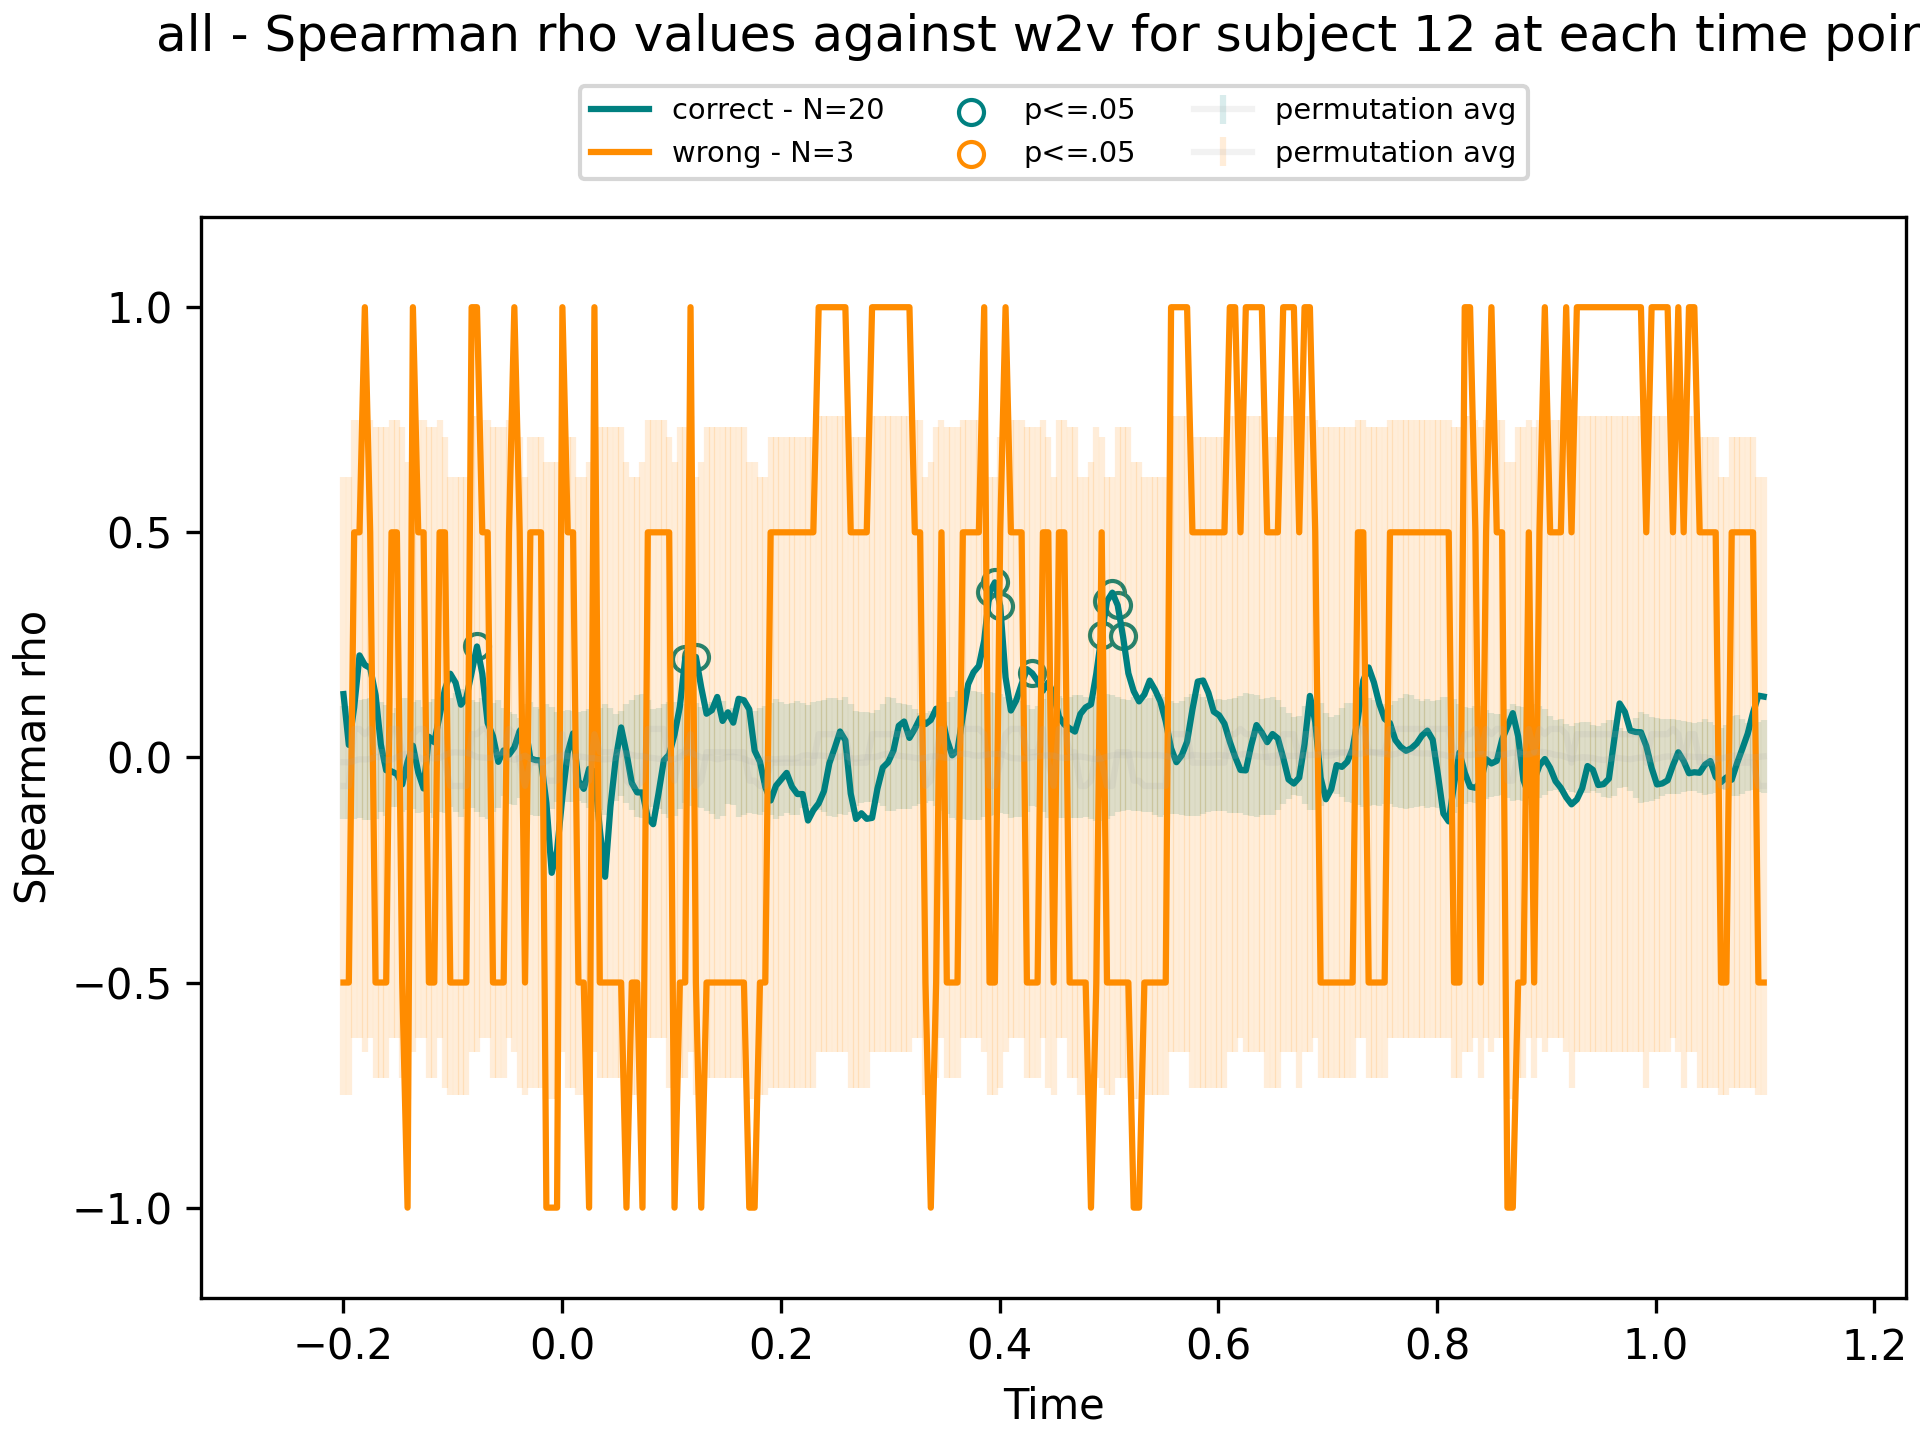 all - Spearman rho values against w2v for subject 12 at each time poi
correct - N=20
wrong - N=3
p<=.05
p<=.05
permutation avg
permutation avg
Spearman rho
1.0
0.5
0.0
−0.5
−1.0
−0.2
0.0
0.2
0.4
0.6
0.8
1.0
1.2
Time